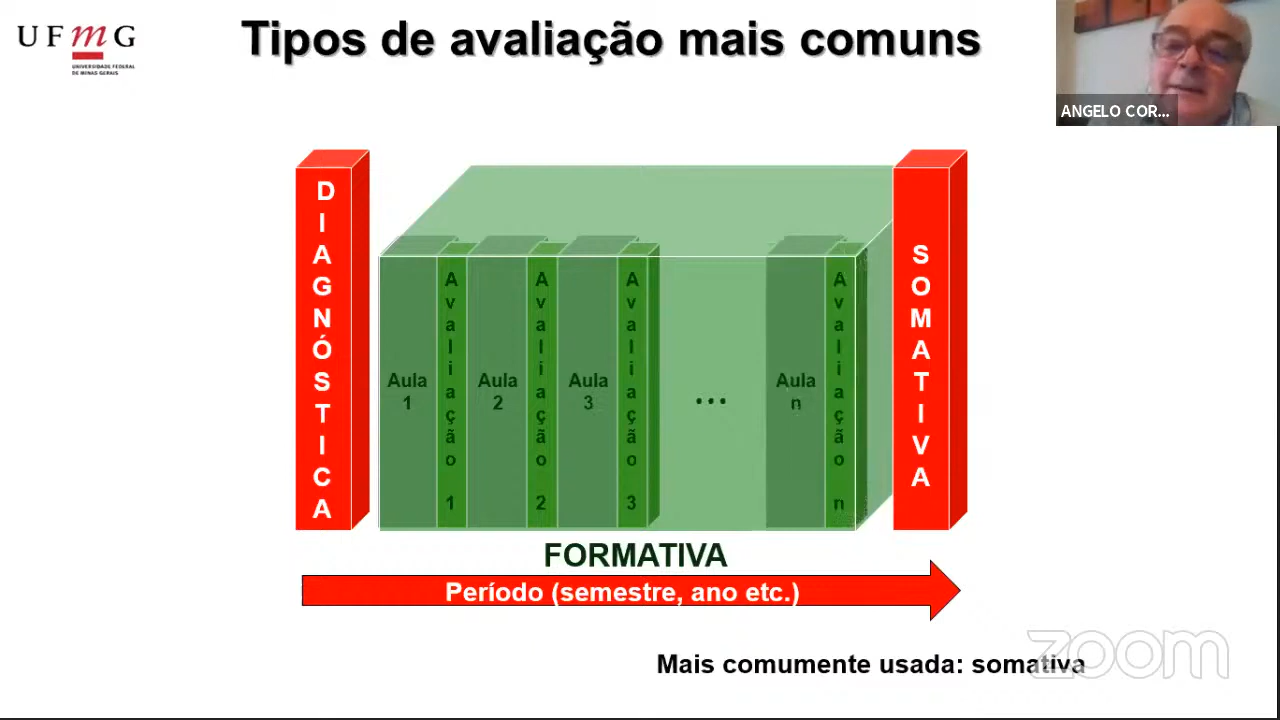 UFmG
UNIVERSIDADE FEDERAL
DE MINAS GERAIS
Tipos de avaliação mais comuns
ANGELO COR...
DIAGNÓSTICA
Aula
1
Avaliação 1
Aula
2
Avaliação 2
Aula
3
Avaliação 3
...
Aula
n
Avaliação n
SOMATIVA
FORMATIVA
Período (semestre, ano etc.)
Mais comumente usada: somativa
zoom